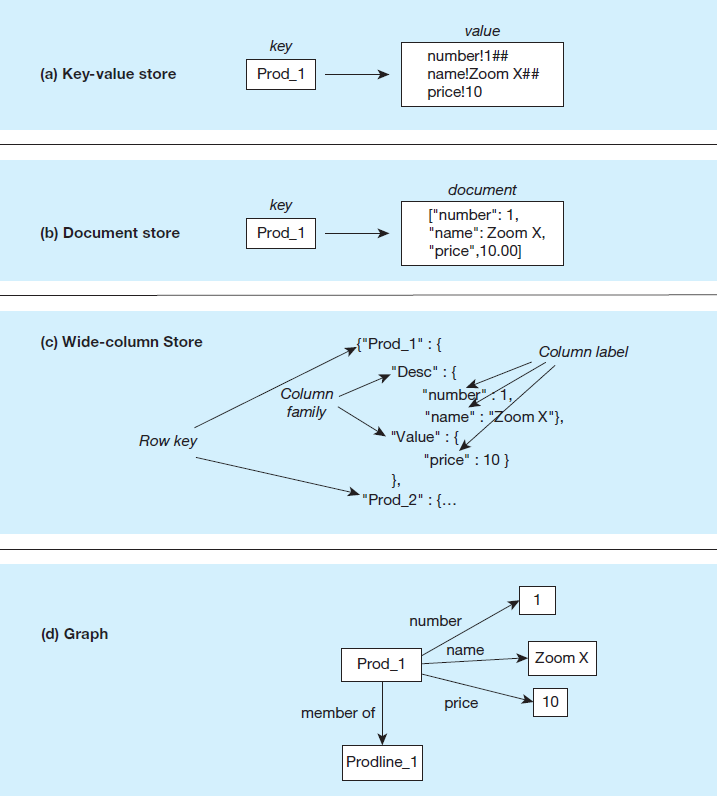 (a) Key-value store
key
Prod_1
value
number!1##
name!Zoom X##
price!10
(b) Document store
key
Prod_1
document
["number": 1,
"name": Zoom X,
"price",10.00]
(c) Wide-column Store
{"Prod_1" : {
Column label
"Desc" : {
Column
family
"number" : 1,
"name" : "Zoom X"},
Row key
"Value" : {
"price" : 10 }
},
"Prod_2" : {...
(d) Graph
number
1
name
Prod_1
Zoom X
price
10
member of
Prodline_1